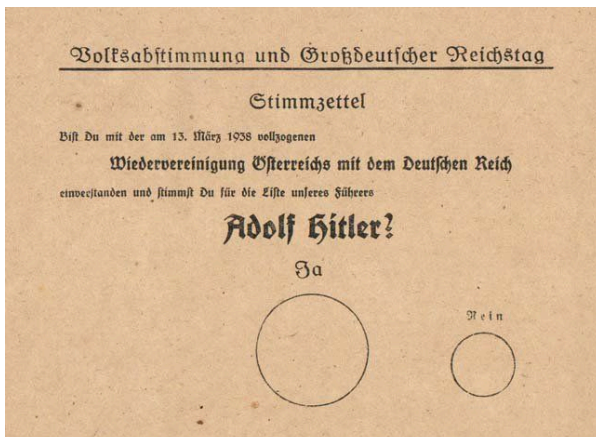 Volksabstimmung und Großdeutscher Reichstag
Stimmzettel
Bist Du mit der am 13. März 1938 vollzogenen
Wiedervereinigung Österreichs mit dem Deutschen Reich
einverstanden und stimmst Du für die Liste unseres Führers
Adolf Hitler?
Ja
Nein